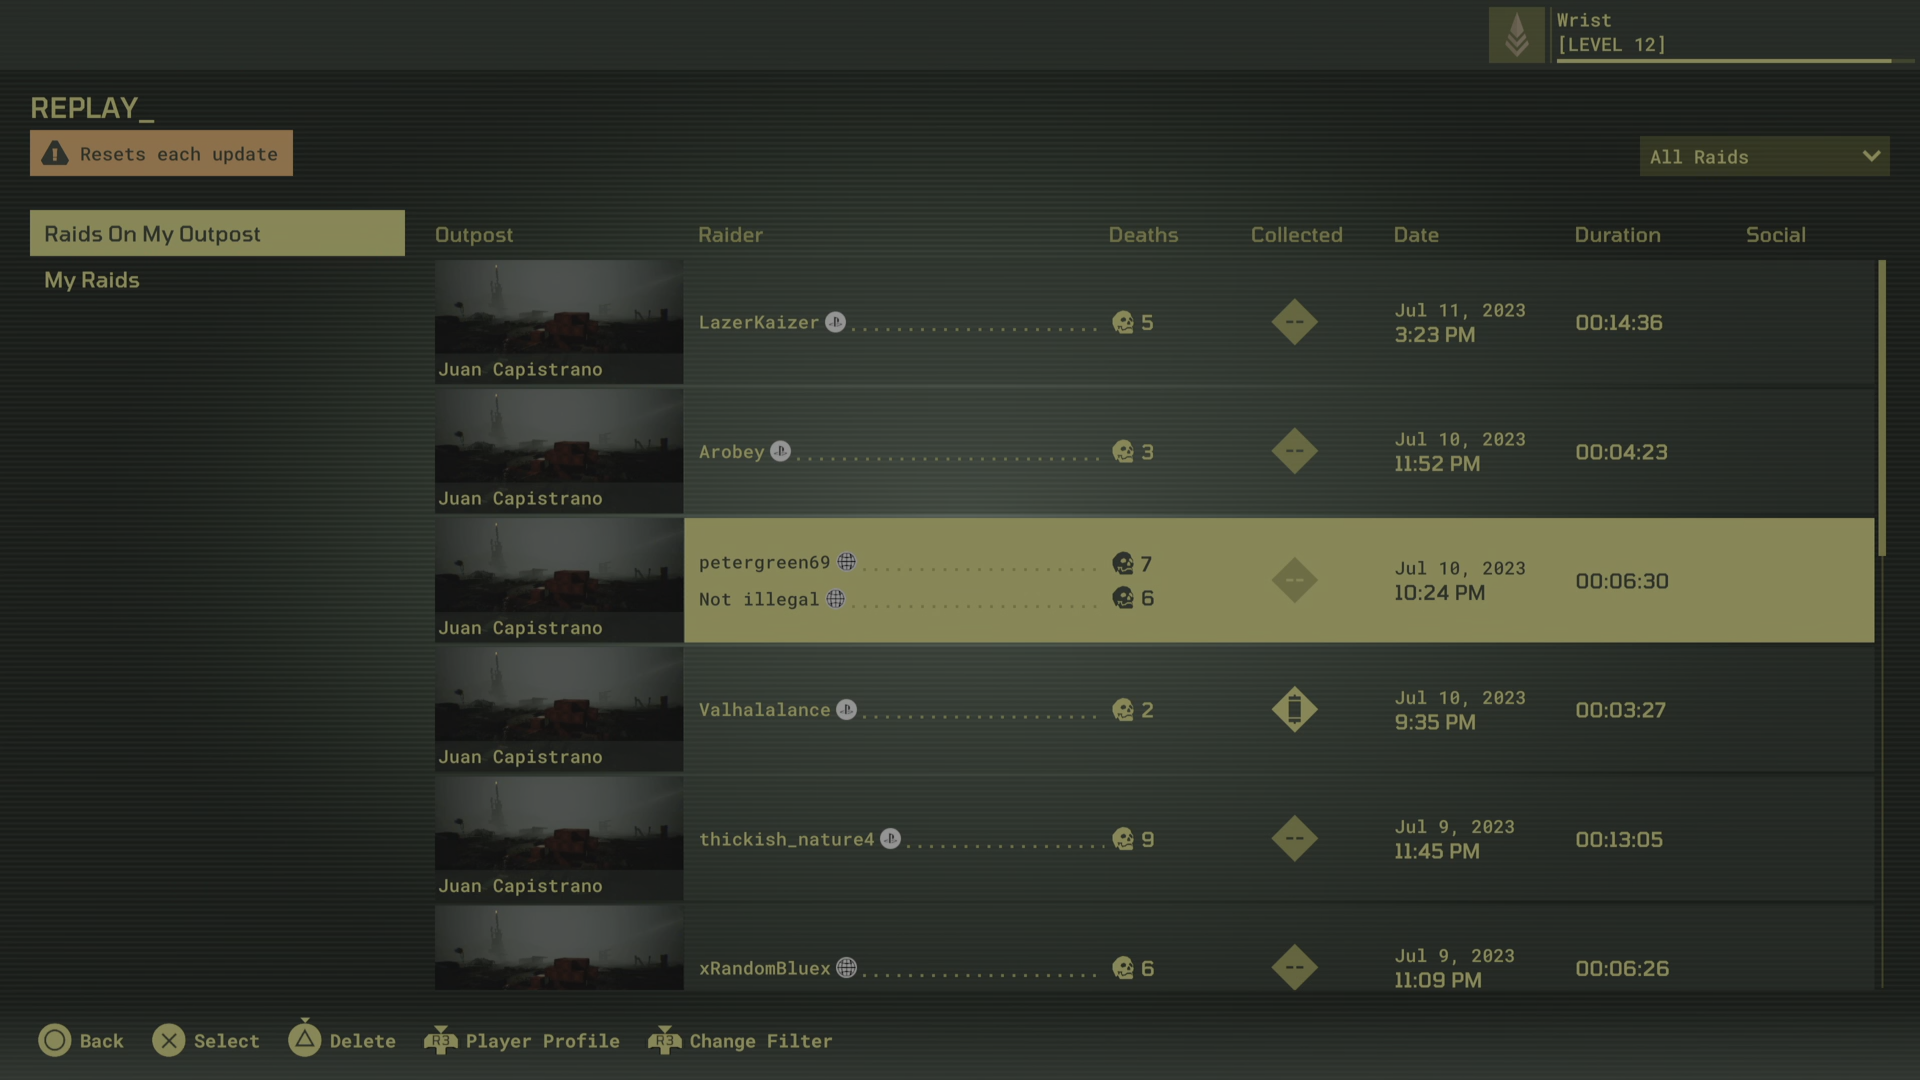 Wrist
[LEVEL 12]
REPLAY_
Resets each update
All Raids
Raids On My Outpost
My Raids
Outpost Raider Deaths Collected Date Duration Social
Juan Capistrano
LazerKaizer 5 -- Jul 11, 2023 3:23 PM 00:14:36
Juan Capistrano
Arobey 3 -- Jul 10, 2023 11:52 PM 00:04:23
Juan Capistrano
petergreen69 7
Not illegal 6
-- Jul 10, 2023 10:24 PM 00:06:30
Juan Capistrano
Valhalalance 2 Jul 10, 2023 9:35 PM 00:03:27
Juan Capistrano
thickish_nature4 9 -- Jul 9, 2023 11:45 PM 00:13:05
Juan Capistrano
xRandomBluex 6 -- Jul 9, 2023 11:09 PM 00:06:26
Back Select Delete R3 Player Profile R3 Change Filter